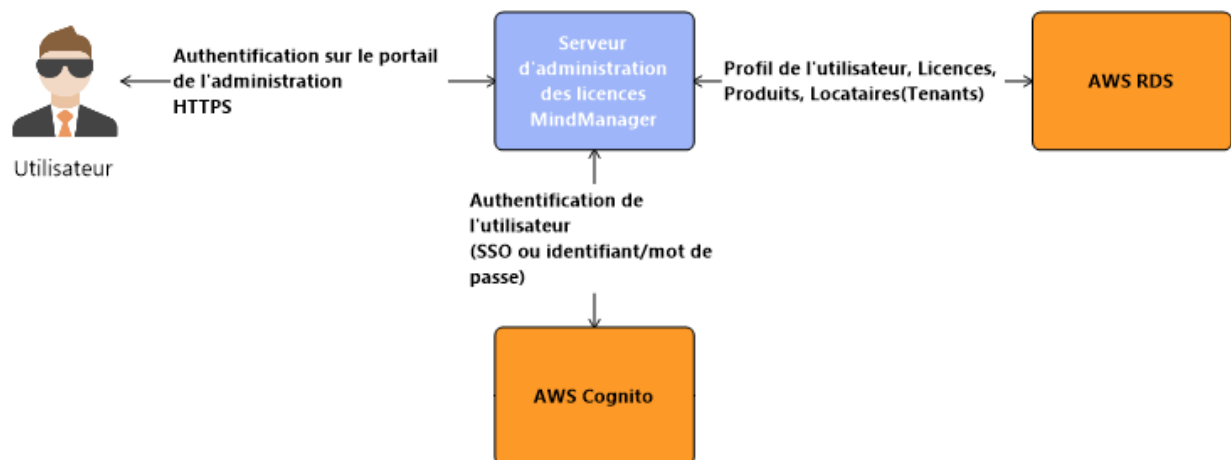 Authentification sur le portail
de l'administration
HTTPS
Utilisateur
Serveur
d'administration
des licences
MindManager
Profil de l'utilisateur, Licences,
Produits, Locataires(Tenants)
AWS RDS
Authentification de
l'utilisateur
(SSO ou identifiant/mot de
passe)
AWS Cognito